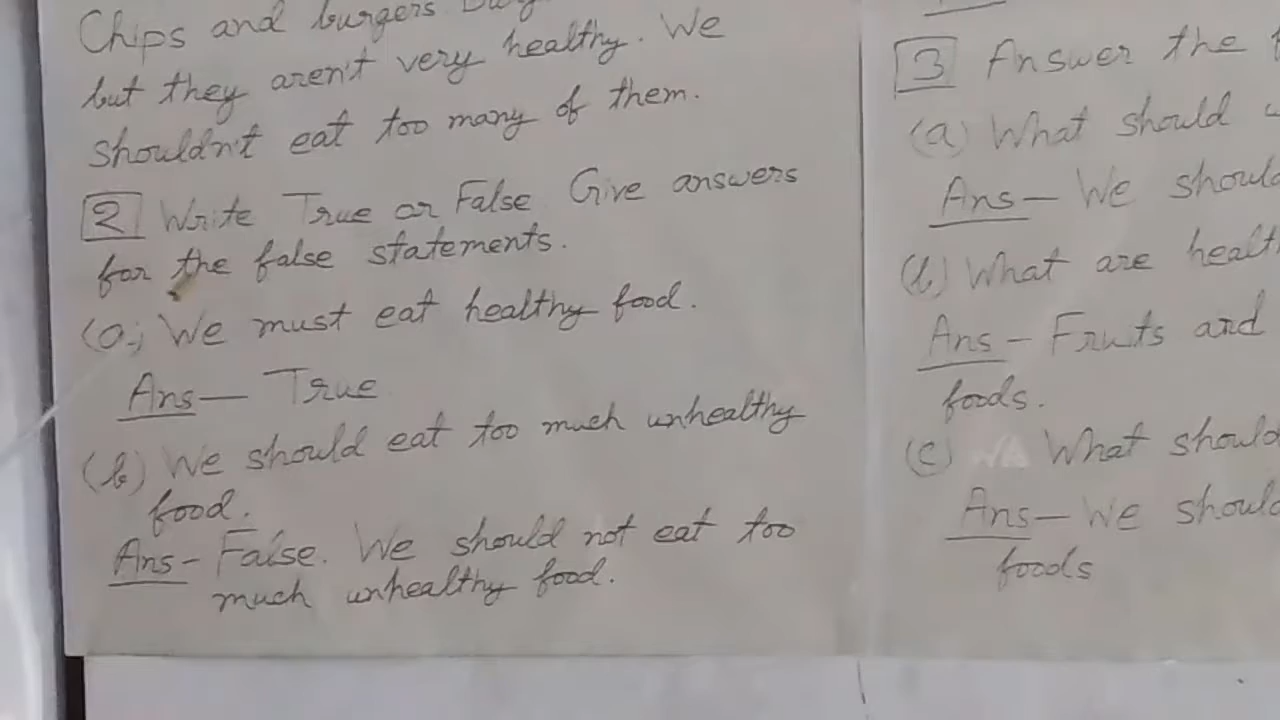 Chips and burgers
but they aren't very healthy. We
shouldn't eat too many of them.
2 Write True or False Give answers
for the false statements.
(a) We must eat healthy food.
Ans — True
(b) We should eat too much unhealthy
food.
Ans - False. We should not eat too
much unhealthy food.
3 Answer the
(a) What should
Ans — We should
(b) What are
Ans - Fruits and
foods.
(c) What should
Ans — We should
foods